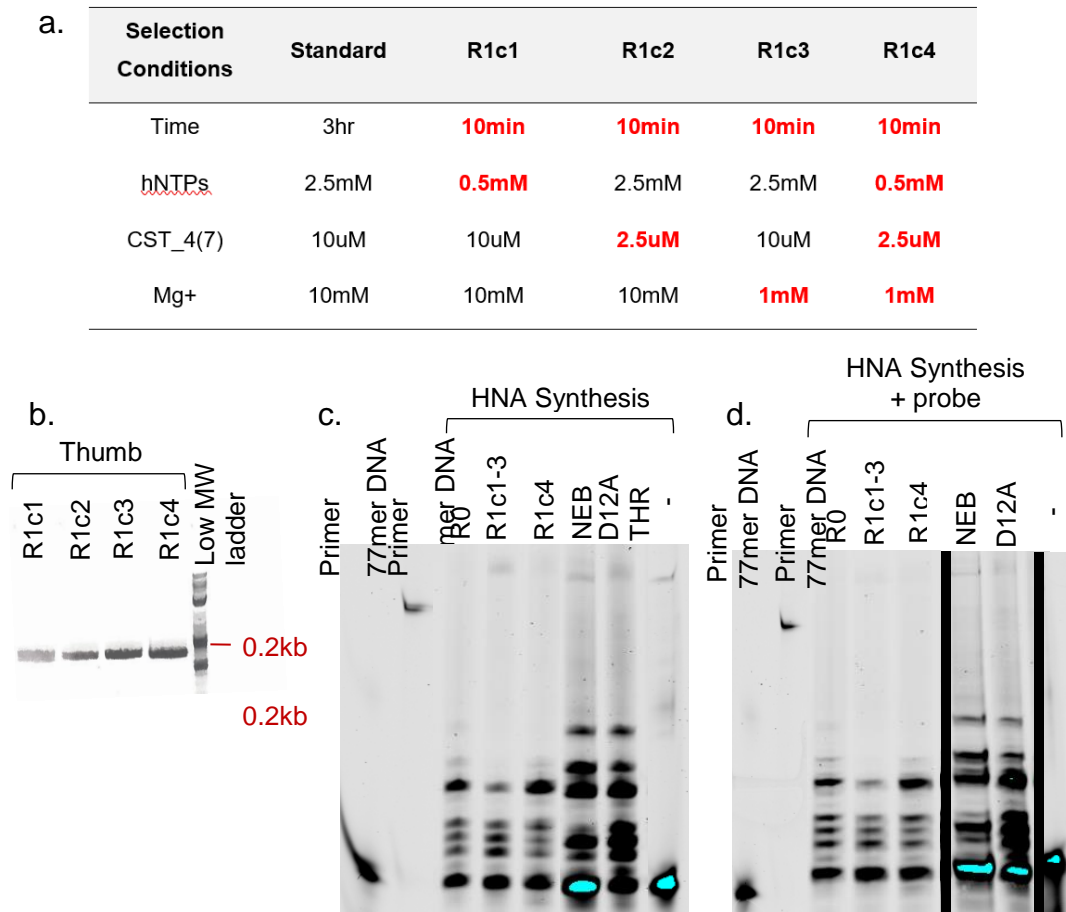 a.
Selection Conditions Standard R1c1 R1c2 R1c3 R1c4
Time 3hr 10min 10min 10min 10min
hNTPs 2.5mM 0.5mM 2.5mM 2.5mM 0.5mM
CST_4(7) 10uM 10uM 2.5uM 10uM 2.5uM
Mg+ 10mM 10mM 10mM 1mM 1mM
b.
Thumb
R1c1
R1c2
R1c3
R1c4
Low MW
ladder
0.2kb
0.2kb
c.
HNA Synthesis
Primer
77mer DNA
Primer
mer DNA
R0
R1c1-3
R1c4
NEB
D12A
THR
-
d.
HNA Synthesis
+ probe
Primer
77mer DNA
Primer
77mer DNA
R0
R1c1-3
R1c4
NEB
D12A
-